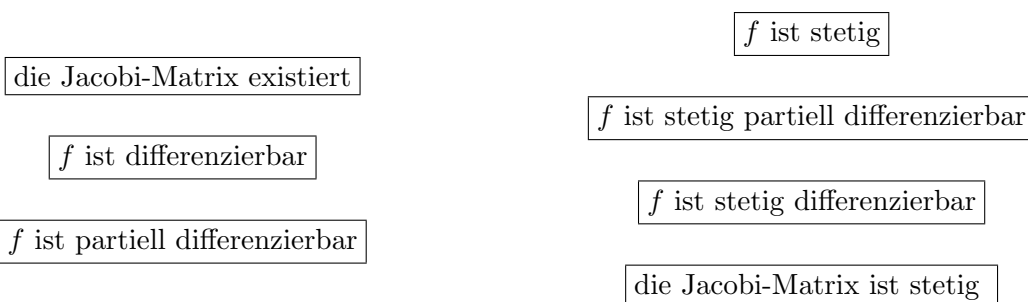 die Jacobi-Matrix existiert
f ist differenzierbar
f ist partiell differenzierbar
f ist stetig
f ist stetig partiell differenzierbar
f ist stetig differenzierbar
die Jacobi-Matrix ist stetig